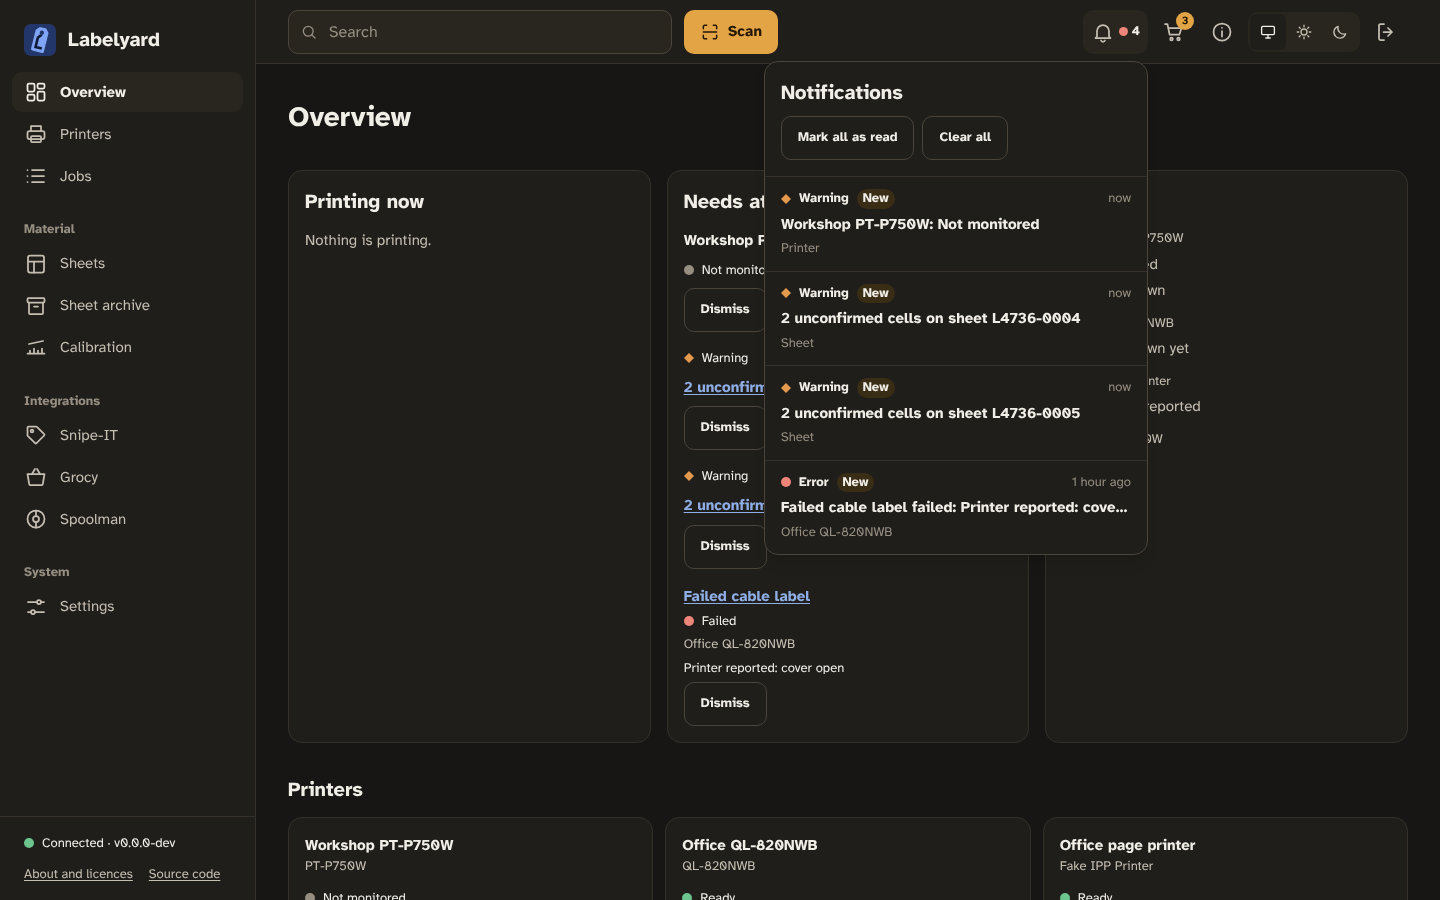 Labelyard
Search
Scan
4
3
Overview
Printers
Jobs
Material
Sheets
Sheet archive
Calibration
Integrations
Snipe-IT
Grocy
Spoolman
System
Settings
Connected · v0.0.0-dev
About and licences
Source code
Overview
Printing now
Nothing is printing.
Needs at
Workshop P
Not monito
Dismiss
Warning
2 unconfirm
Dismiss
Warning
2 unconfirm
Dismiss
Failed cable label
Failed
Office QL-820NWB
Printer reported: cover open
Dismiss
Notifications
Mark all as read
Clear all
Warning New now
Workshop PT-P750W: Not monitored
Printer
Warning New now
2 unconfirmed cells on sheet L4736-0004
Sheet
Warning New now
2 unconfirmed cells on sheet L4736-0005
Sheet
Error New 1 hour ago
Failed cable label failed: Printer reported: cove...
Office QL-820NWB
P750W
ed
wn
NWB
wn yet
nter
reported
0W
Printers
Workshop PT-P750W
PT-P750W
Not monitored
Office QL-820NWB
QL-820NWB
Ready
Office page printer
Fake IPP Printer
Ready